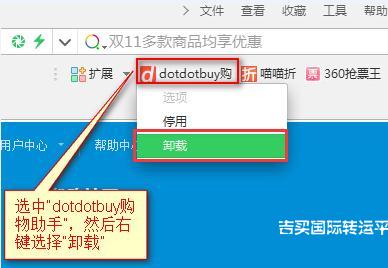 文件 查看 收藏 工具 帮助
双11多款商品均享优惠
扩展 dotdotbuy购 折 喵喵折 票 360抢票王
选项
停用
卸载
用户中心 帮助中
选中"dotdotbuy购
物助手"，然后右
键选择"卸载"
吉买国际转运平